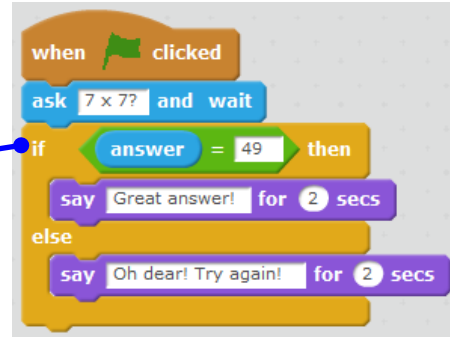 when clicked
ask 7 x 7? and wait
if answer = 49 then
say Great answer! for 2 secs
else
say Oh dear! Try again! for 2 secs